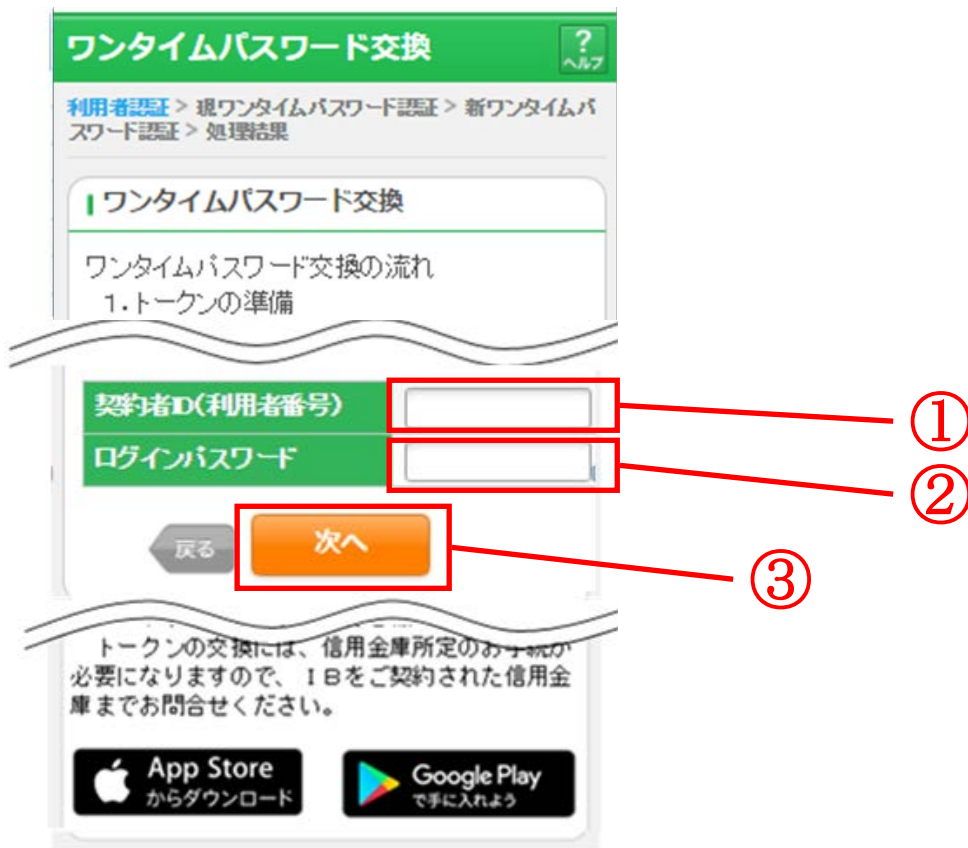 ワンタイムパスワード交換
?
ヘルプ
利用者認証 > 現ワンタイムパスワード認証 > 新ワンタイムパ
スワード認証 > 処理結果
ワンタイムパスワード交換
ワンタイムパスワード交換の流れ
1.トークンの準備
契約者ID(利用者番号)
①
ログインパスワード
②
戻る
次へ
③
トークンの交換には、信用金庫所定のお手続が
必要になりますので、IBをご契約された信用金
庫までお問合せください。
App Store
からダウンロード
Google Play
で手に入れよう